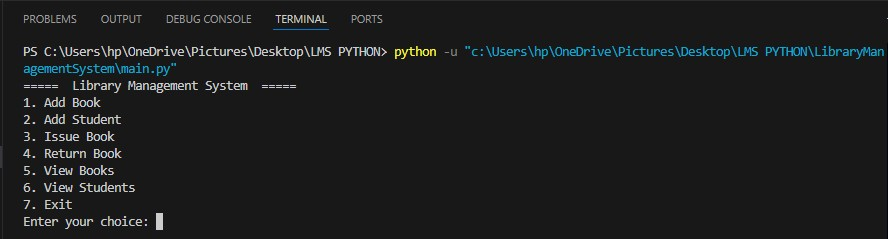 PROBLEMS OUTPUT DEBUG CONSOLE TERMINAL PORTS
PS C:\Users\hp\OneDrive\Pictures\Desktop\LMS PYTHON> python -u "c:\Users\hp\OneDrive\Pictures\Desktop\LMS PYTHON\LibraryMan
agementSystem\main.py"
===== Library Management System =====
1. Add Book
2. Add Student
3. Issue Book
4. Return Book
5. View Books
6. View Students
7. Exit
Enter your choice: